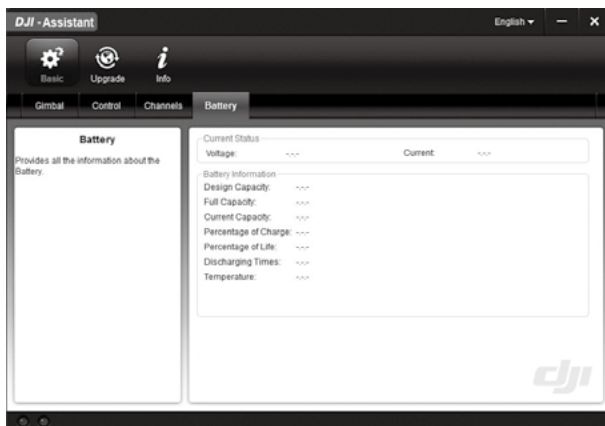 DJI - Assistant
English
Basic
Upgrade
Info
Gimbal
Control
Channels
Battery
Battery
Provides all the information about the
Battery.
Current Status
Voltage: -.-.-
Current: -.-.-
Battery Information
Design Capacity: -.-.-
Full Capacity: -.-.-
Current Capacity: -.-.-
Percentage of Charge: -.-.-
Percentage of Life: -.-.-
Discharging Times: -.-.-
Temperature: -.-.-
dji